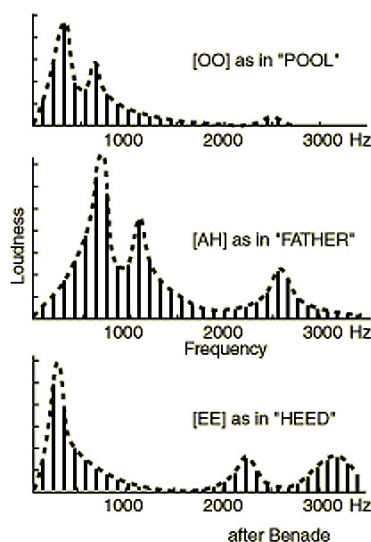 [OO] as in "POOL"
1000 2000 3000 Hz
Loudness
[AH] as in "FATHER"
1000 2000 3000 Hz
Frequency
[EE] as in "HEED"
1000 2000 3000 Hz
after Benade